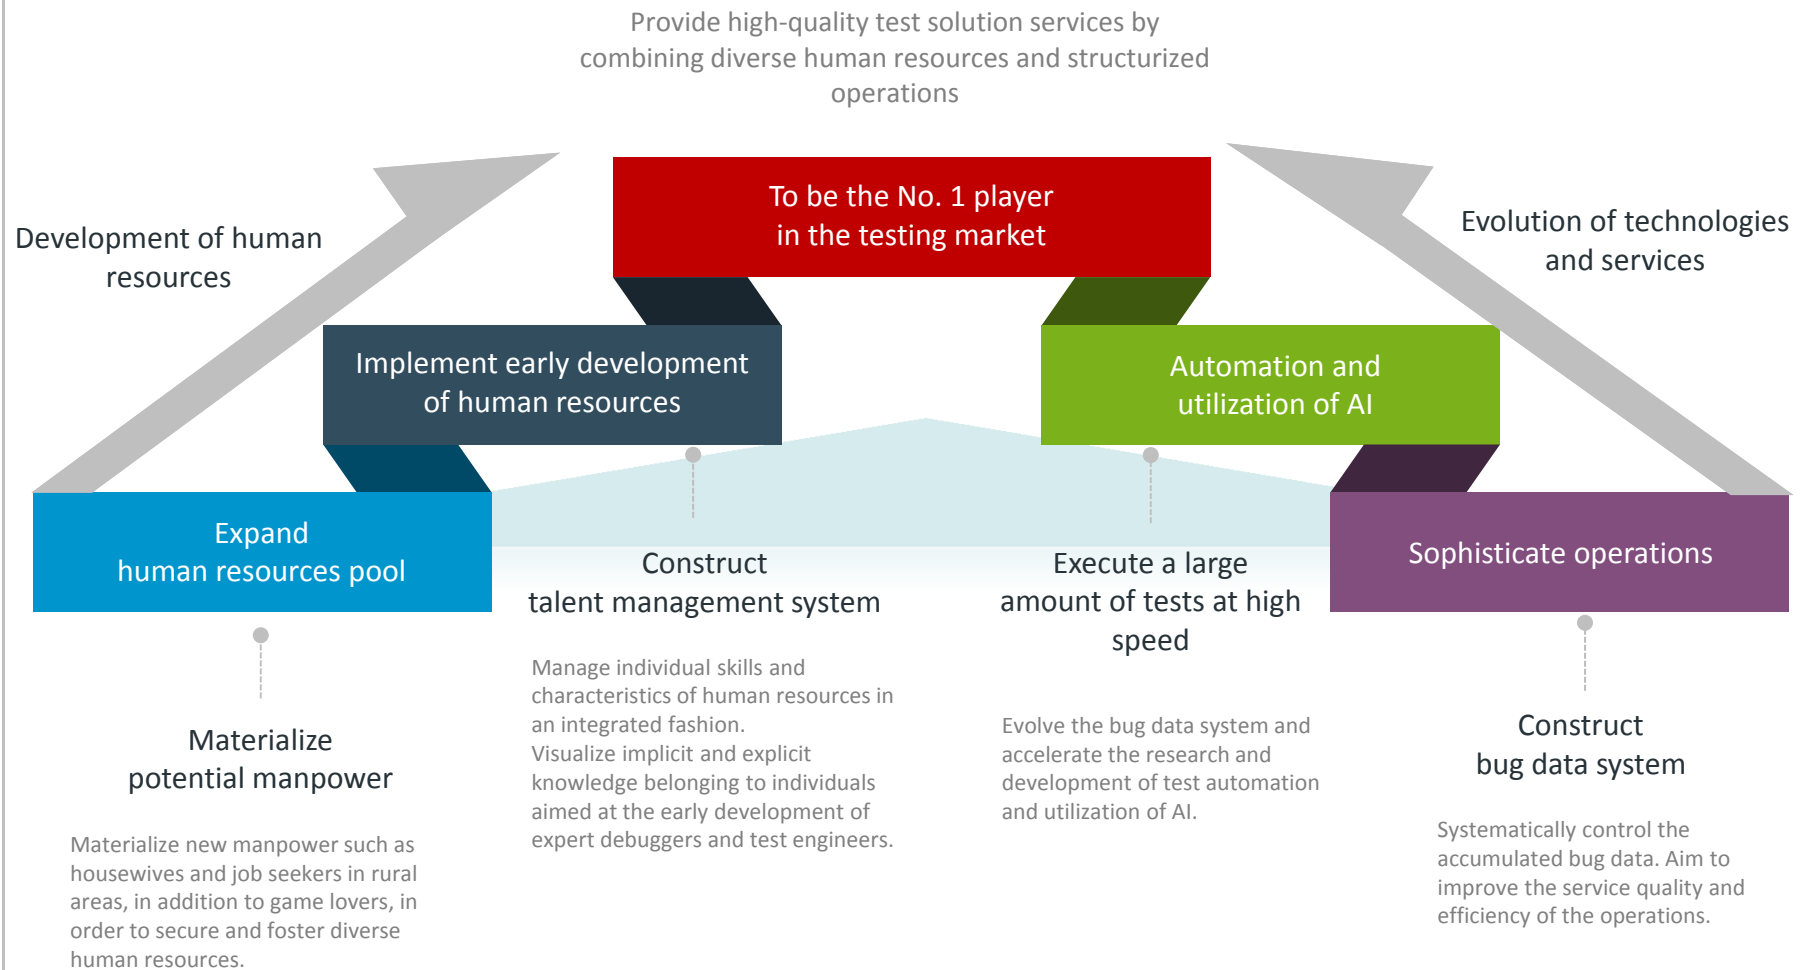 Provide high-quality test solution services by
combining diverse human resources and structurized
operations
To be the No. 1 player
in the testing market
Development of human
resources
Evolution of technologies
and services
Implement early development
of human resources
Automation and
utilization of AI
Expand
human resources pool
Sophisticate operations
Construct
talent management system
Manage individual skills and
characteristics of human resources in
an integrated fashion.
Visualize implicit and explicit
knowledge belonging to individuals
aimed at the early development of
expert debuggers and test engineers.
Execute a large
amount of tests at high
speed
Evolve the bug data system and
accelerate the research and
development of test automation
and utilization of AI.
Materialize
potential manpower
Materialize new manpower such as
housewives and job seekers in rural
areas, in addition to game lovers, in
order to secure and foster diverse
human resources.
Construct
bug data system
Systematically control the
accumulated bug data. Aim to
improve the service quality and
efficiency of the operations.